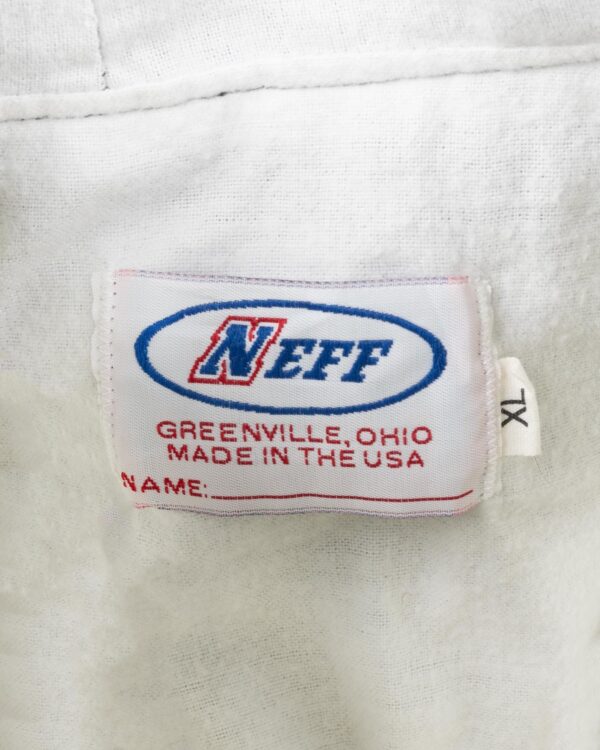 NEFF
GREENVILLE, OHIO
MADE IN THE USA
NAME:
XL